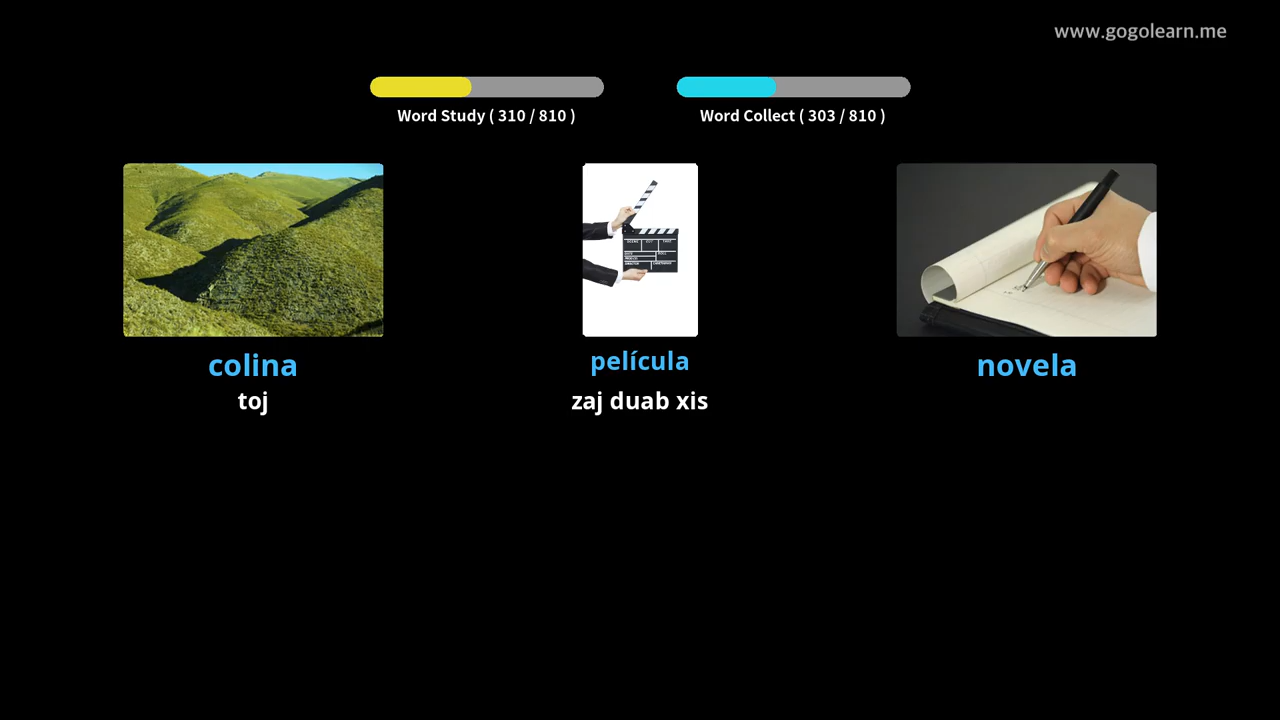 www.gogolearn.me
Word Study ( 310 / 810 )
Word Collect ( 303 / 810 )
colina
película
novela
toj
zaj duab xis